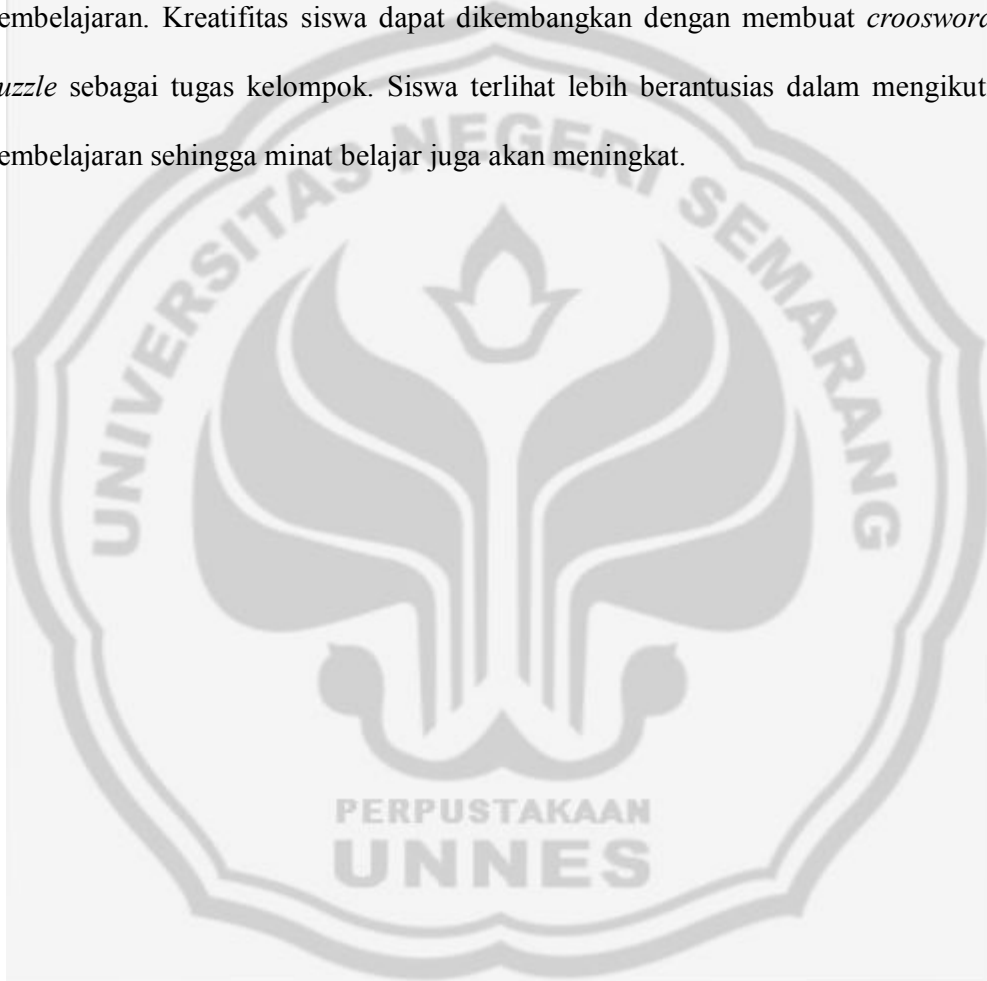 embelajaran. Kreatifitas siswa dapat dikembangkan dengan membuat crooswora
uzzle sebagai tugas kelompok. Siswa terlihat lebih berantusias dalam mengikut
embelajaran sehingga minat belajar juga akan meningkat.
UNIVERSITAS NEGERI SEMARANG
PERPUSTAKAAN
UNNES